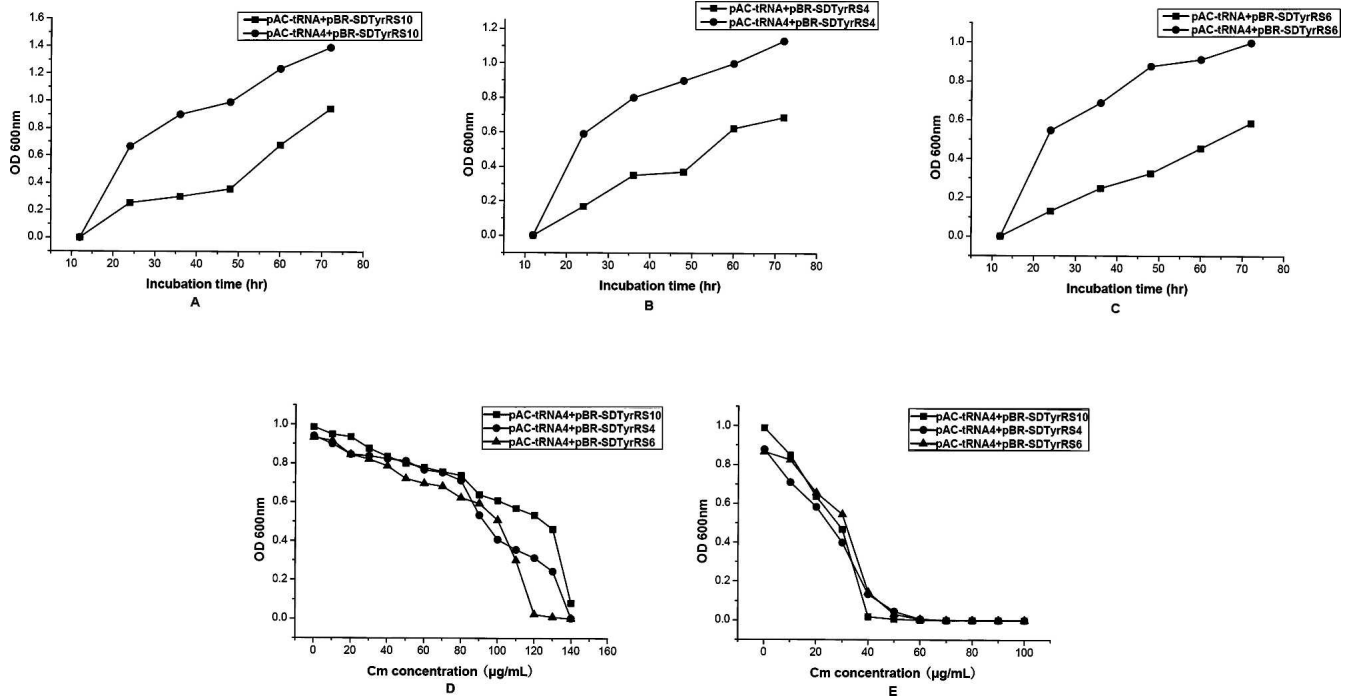 pAC-tRNA+pBR-SDTyrRS10
pAC-tRNA4+pBR-SDTyrRS10
1.6
1.4
1.2
1.0
0.8
0.6
0.4
0.2
0.0
OD 600nm
10 20 30 40 50 60 70 80
Incubation time (hr)
A
pAC-tRNA+pBR-SDTyrRS4
pAC-tRNA4+pBR-SDTyrRS4
1.2
1.0
0.8
0.6
0.4
0.2
0.0
OD 600nm
10 20 30 40 50 60 70 80
Incubation time (hr)
B
pAC-tRNA+pBR-SDTyrRS6
pAC-tRNA4+pBR-SDTyrRS6
1.0
0.8
0.6
0.4
0.2
0.0
OD 600nm
10 20 30 40 50 60 70 80
Incubation time (hr)
C
pAC-tRNA4+pBR-SDTyrRS10
pAC-tRNA4+pBR-SDTyrRS4
pAC-tRNA4+pBR-SDTyrRS6
1.0
0.8
0.6
0.4
0.2
0.0
OD 600nm
0 20 40 60 80 100 120 140 160
Cm concentration (μg/mL)
D
pAC-tRNA4+pBR-SDTyrRS10
pAC-tRNA4+pBR-SDTyrRS4
pAC-tRNA4+pBR-SDTyrRS6
1.0
0.8
0.6
0.4
0.2
0.0
OD 600nm
0 20 40 60 80 100
Cm concentration (μg/mL)
E